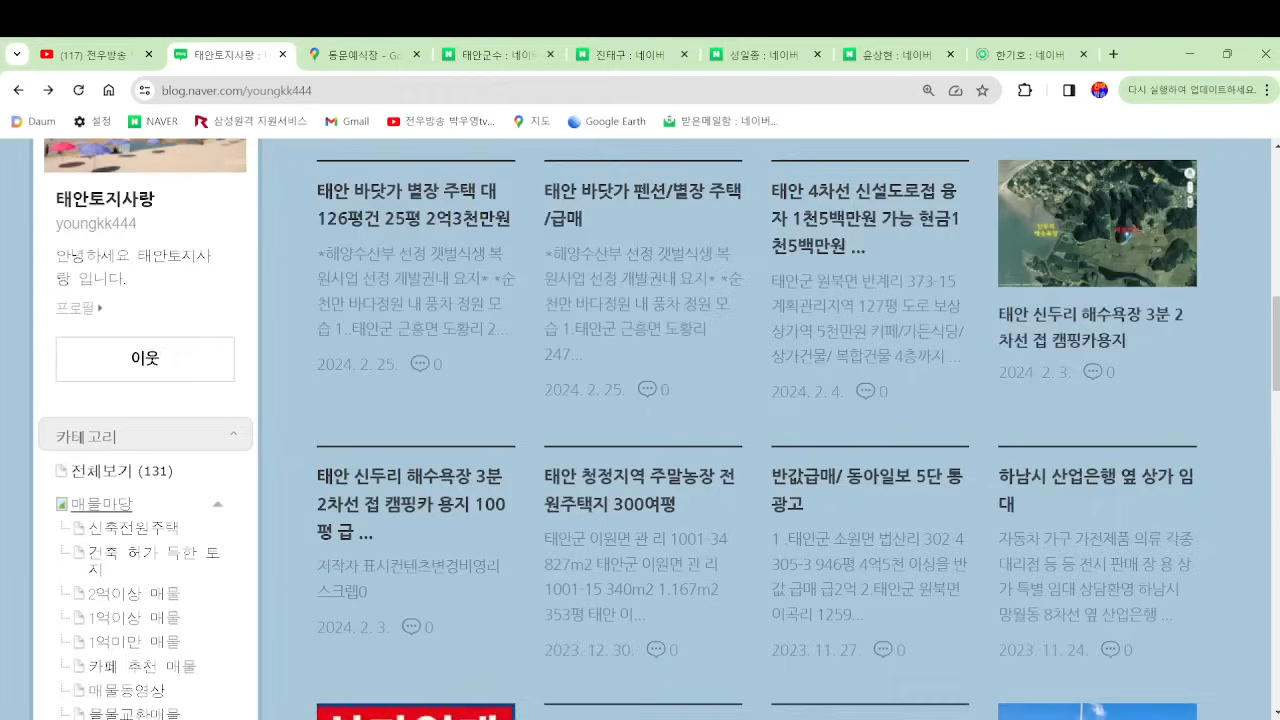 (117) 전우방송
태안토지사랑 :
동문예식장 - Go
태안군수 : 네이버
진태구 : 네이버
성일종 : 네이버
윤상현 : 네이버
한기호 : 네이버
blog.naver.com/youngkk444
다시 실행하여 업데이트하세요.
Daum
설정
NAVER
삼성원격 지원서비스
Gmail
전우방송 박우영tv...
지도
Google Earth
받은메일함 : 네이버...
태안토지사랑
youngkk444
안녕하세요 태안토지사
랑 입니다.
프로필
이웃
카테고리
전체보기 (131)
매물마당
신축전원주택
건축 허가 득한 토
지
2억이상 매물
1억이상 매물
1억미만 매물
카페 추천 매물
매물동영상
물물교환매물
태안 바닷가 별장 주택 대
126평건 25평 2억3천만원
*해양수산부 선정 갯벌식생 복
원사업 선정 개발권내 요지* *순
천만 바다정원 내 풍차 정원 모
습 1..태안군 근흥면 도황리 2...
2024. 2. 25. 0
태안 바닷가 펜션/별장 주택
/급매
*해양수산부 선정 갯벌식생 복
원사업 선정 개발권내 요지* *순
천만 바다정원 내 풍차 정원 모
습 1.태안군 근흥면 도황리
247...
2024. 2. 25. 0
태안 4차선 신설도로접 융
자 1천5백만원 가능 현금1
천5백만원 ...
태안군 원북면 반계리 373-15
계획관리지역 127평 도로 보상
상가역 5천만원 카페/가든식당/
상가건물/ 복합건물 4층까지 ...
2024. 2. 4. 0
태안 신두리 해수욕장 3분 2
차선 접 캠핑카용지
2024. 2. 3. 0
태안 신두리 해수욕장 3분
2차선 접 캠핑카 용지 100
평 급 ...
저작자 표시컨텐츠변경비영리
스크랩0
2024. 2. 3. 0
태안 청정지역 주말농장 전
원주택지 300여평
태안군 이원면 관 리 1001-34
827m2 태안군 이원면 관 리
1001-15 340m2 1.167m2
353평 태안 이...
2023. 12. 30. 0
반값급매/ 동아일보 5단 통
광고
1 .태안군 소원면 법산리 302-4
305-3 946평 4억5천 이싱을 반
값 급매 급2억 2.태안군 원북면
이곡리 1259...
2023. 11. 27. 0
하남시 산업은행 옆 상가 임
대
자동차 가구 가전제품 의류 각종
대리점 등 등 전시 판매 장 용 상
가 특별 임대 상담환영 하남시
망월동 8차선 옆 산업은행 ...
2023. 11. 24. 0